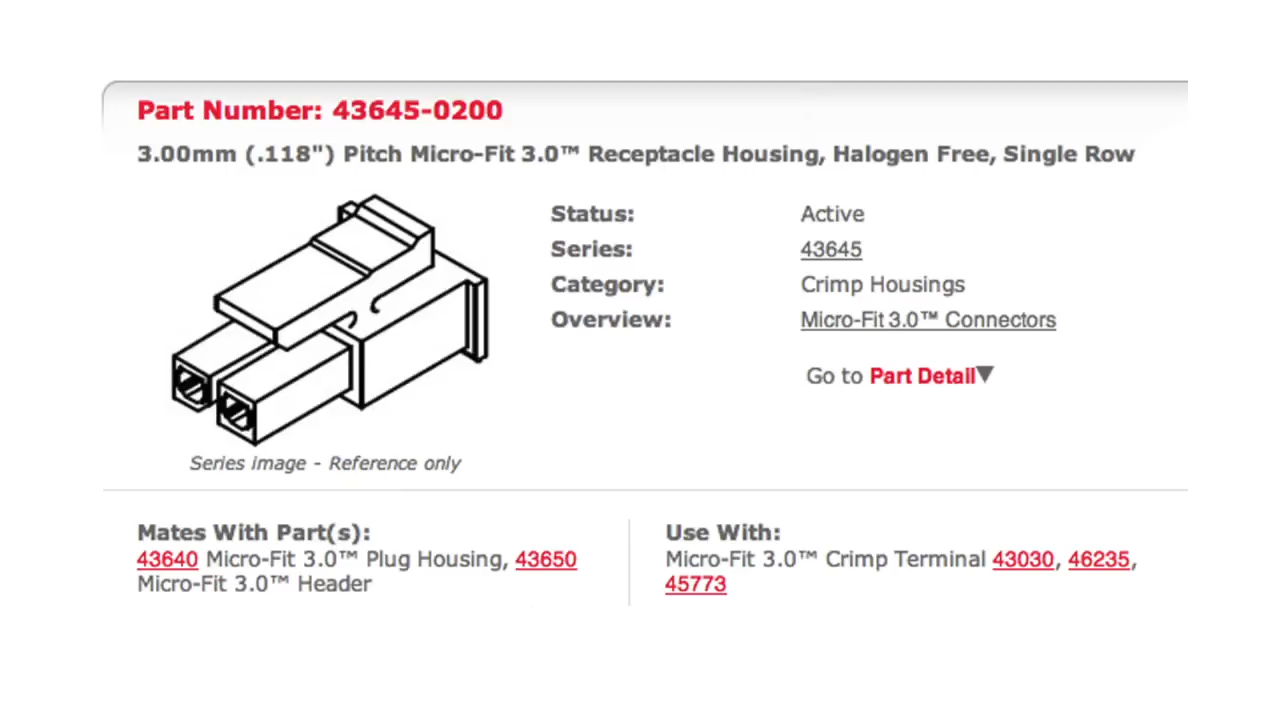 Part Number: 43645-0200
3.00mm (.118") Pitch Micro-Fit 3.0™ Receptacle Housing, Halogen Free, Single Row
Status: Active
Series: 43645
Category: Crimp Housings
Overview: Micro-Fit 3.0™ Connectors
Go to Part Detail▼
Series image - Reference only
Mates With Part(s):
43640 Micro-Fit 3.0™ Plug Housing, 43650
Micro-Fit 3.0™ Header
Use With:
Micro-Fit 3.0™ Crimp Terminal 43030, 46235,
45773